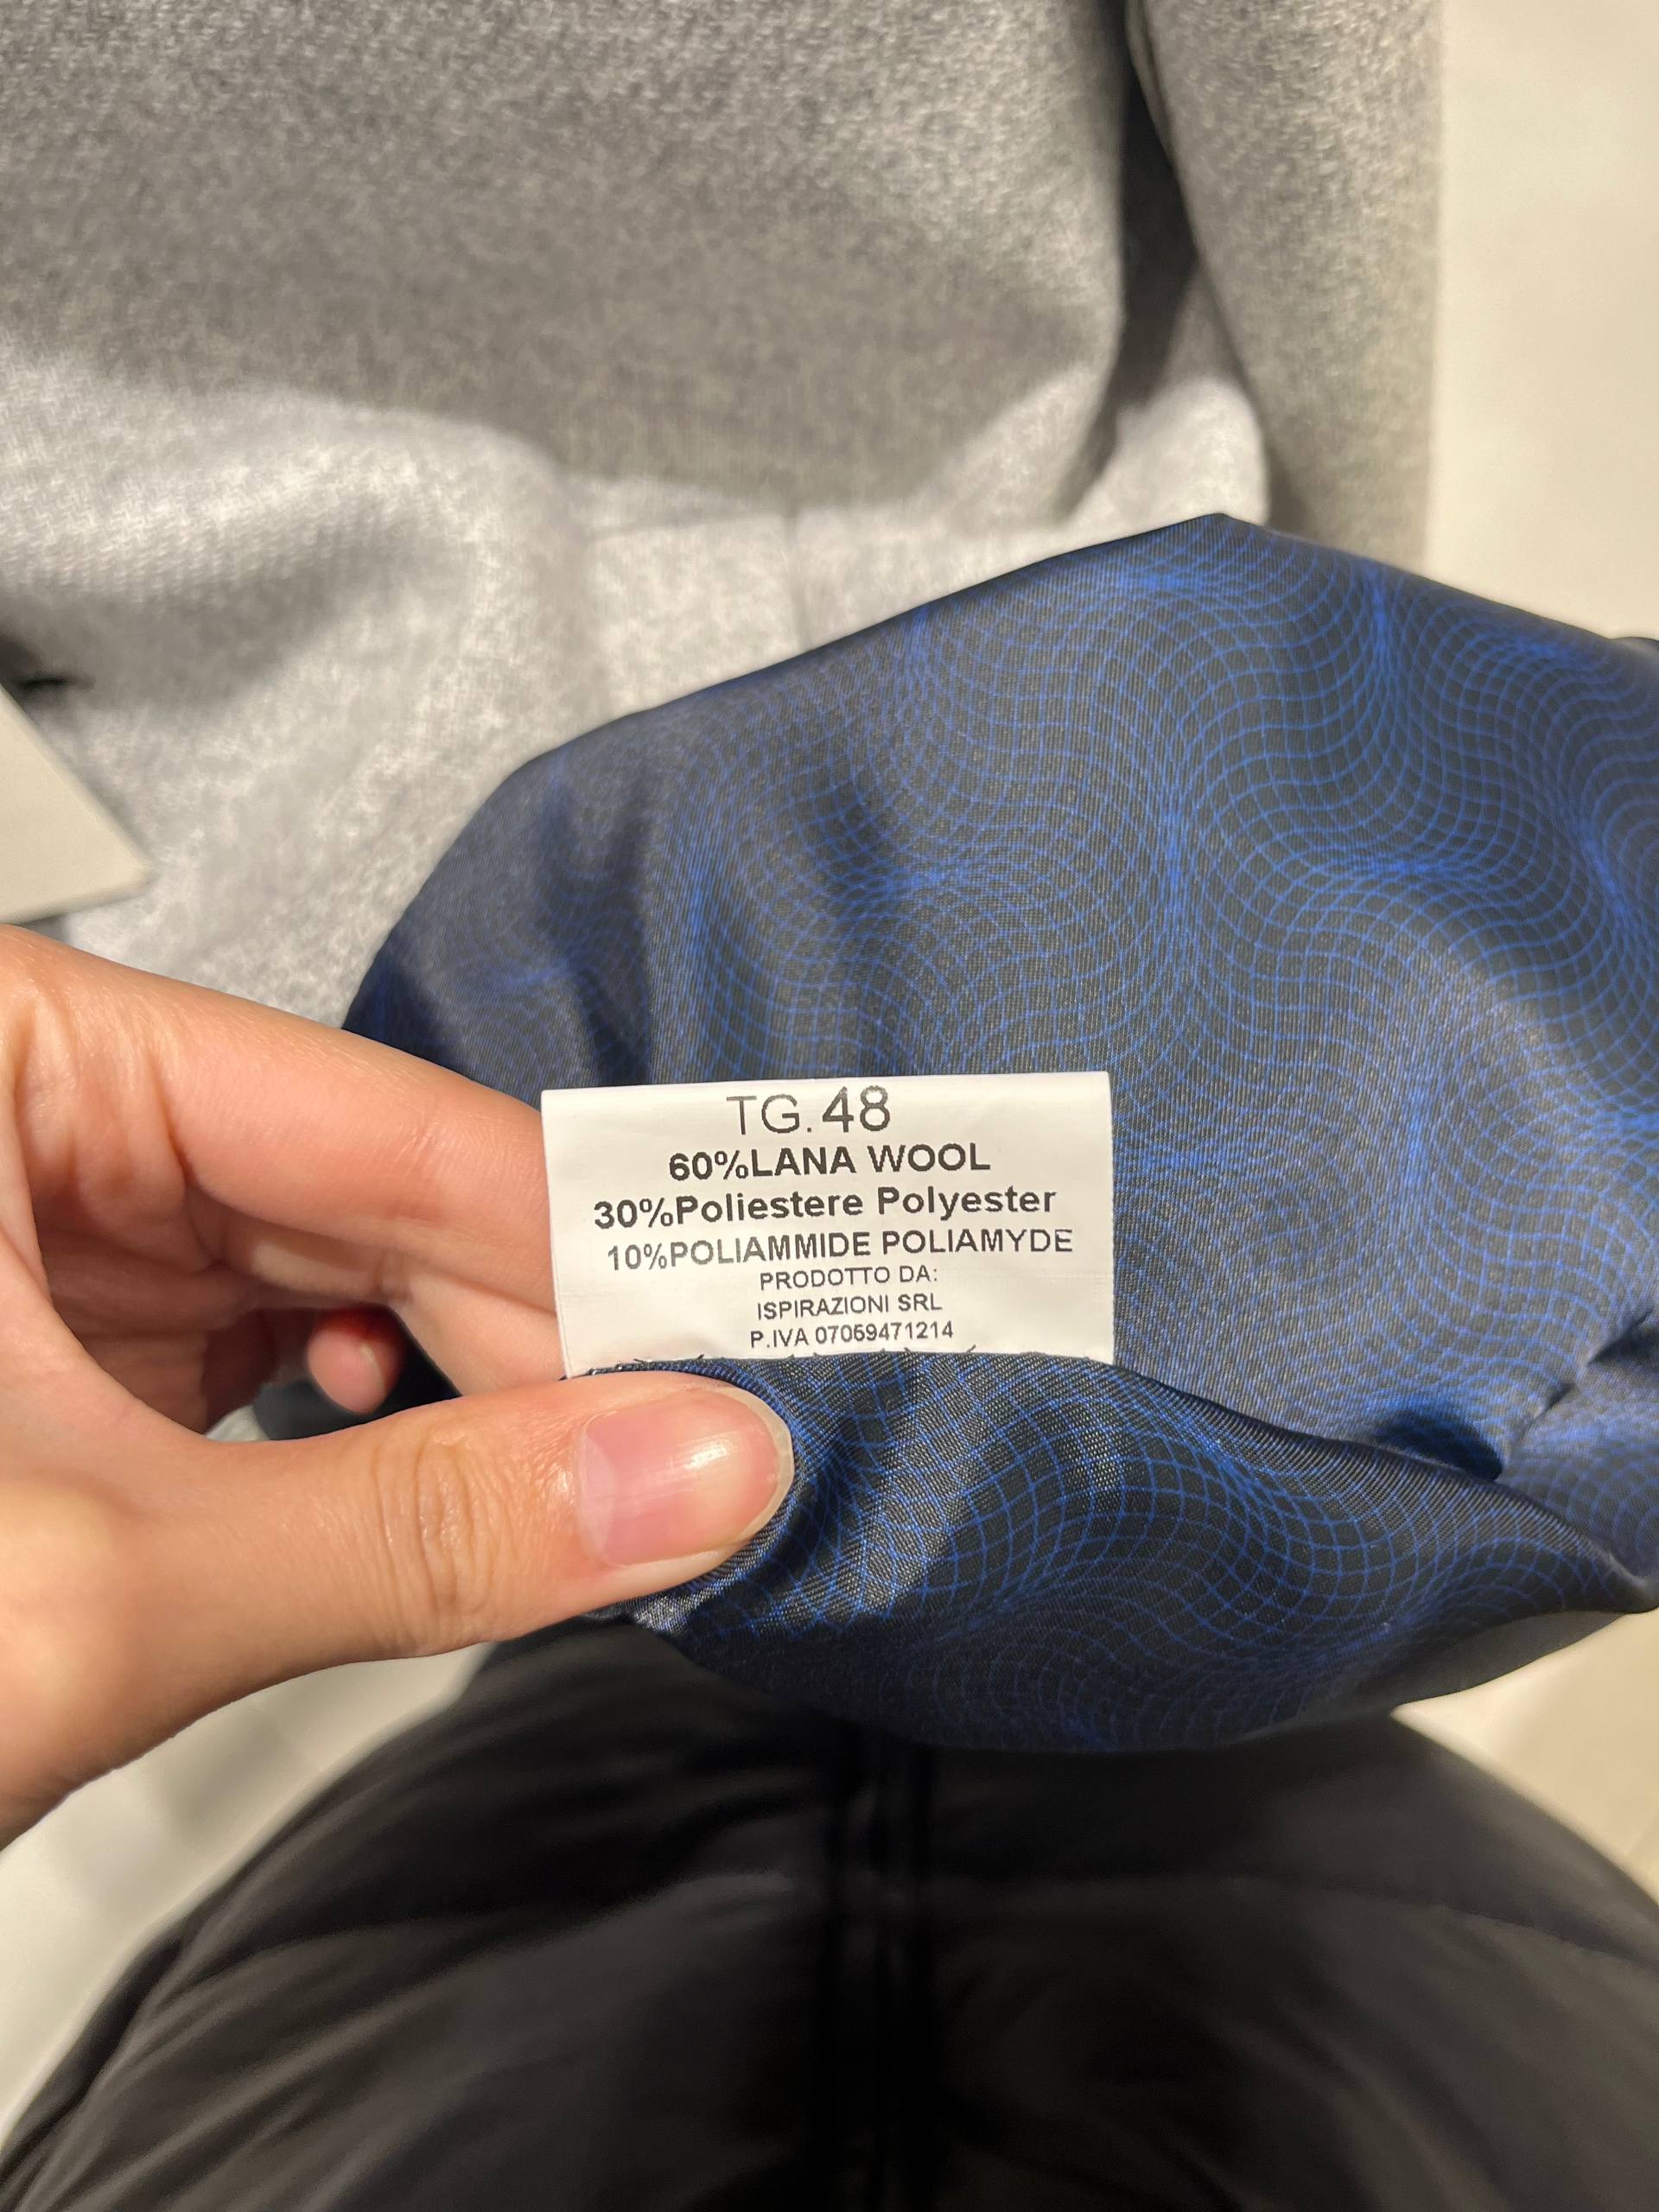 TG.48
60%LANA WOOL
30%Poliestere Polyester
10%POLIAMMIDE POLIAMYDE
PRODOTTO DA:
ISPIRAZIONI SRL
P.IVA 07059471214